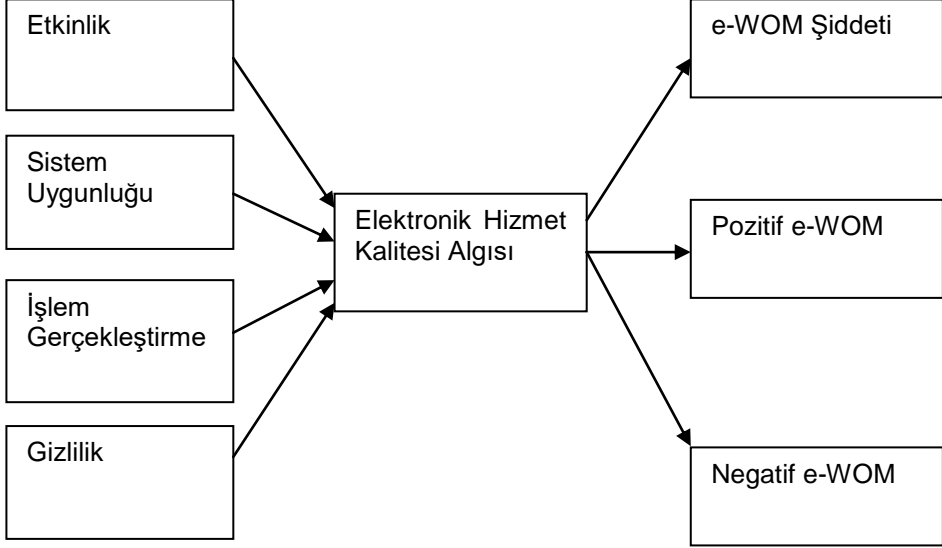 Etkinlik
Sistem
Uygunluğu
İşlem
Gerçekleştirme
Gizlilik
Elektronik Hizmet
Kalitesi Algısı
e-WOM Şiddeti
Pozitif e-WOM
Negatif e-WOM